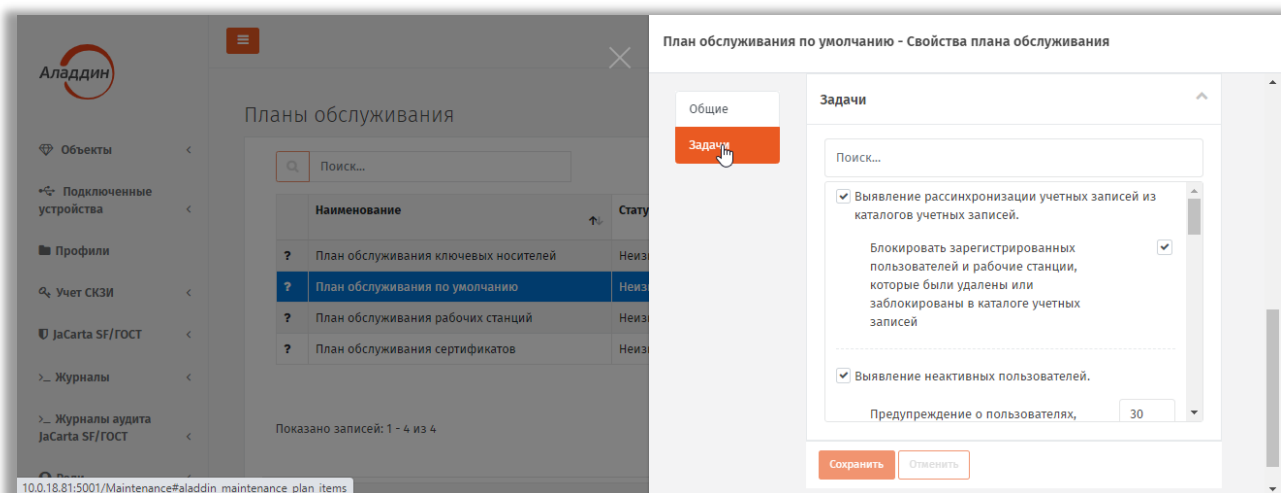 Аладдин
Объекты
Подключенные
устройства
Профили
Учет СКЗИ
JaCarta SF/ГОСТ
>_ Журналы
>_ Журналы аудита
JaCarta SF/ГОСТ
10.0.18.81:5001/Maintenance#aladdin_maintenance_plan_items
Планы обслуживания
Поиск...
Наименование
? План обслуживания ключевых носителей
? План обслуживания по умолчанию
? План обслуживания рабочих станций
? План обслуживания сертификатов
Показано записей: 1 - 4 из 4
План обслуживания по умолчанию - Свойства плана обслуживания
Общие
Задачи
Задачи
Поиск...
Выявление рассинхронизации учетных записей из
каталогов учетных записей.
Блокировать зарегистрированных
пользователей и рабочие станции,
которые были удалены или
заблокированы в каталоге учетных
записей
Выявление неактивных пользователей.
Предупреждение о пользователях, 30
Сохранить Отменить